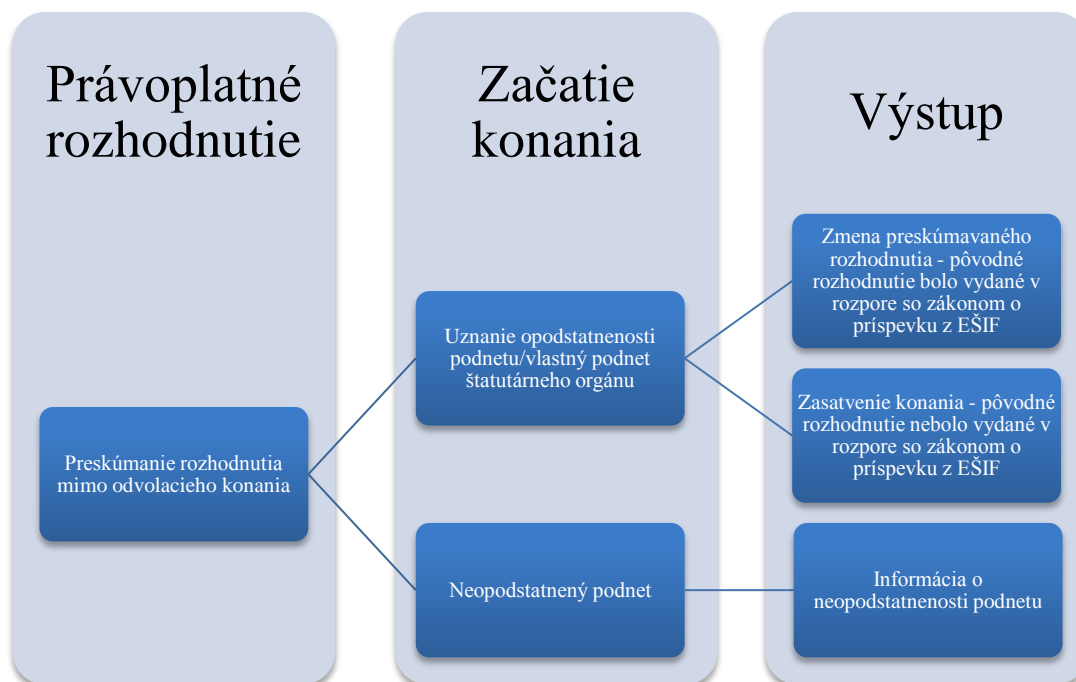 Právoplatné
rozhodnutie
Začatie
konania
Výstup
Preskúmanie rozhodnutia
mimo odvolacieho konania
Uznanie opodstatnenosti
podnetu/vlastný podnet
štatutárneho orgánu
Neopodstatnený podnet
Zmena preskúmavaného
rozhodnutia - pôvodné
rozhodnutie bolo vydané v
rozpore so zákonom o
príspevku z EŠIF
Zasatvenie konania - pôvodné
rozhodnutie nebolo vydané v
rozpore so zákonom o
príspevku z EŠIF
Informácia o
neopodstatnenosti podnetu